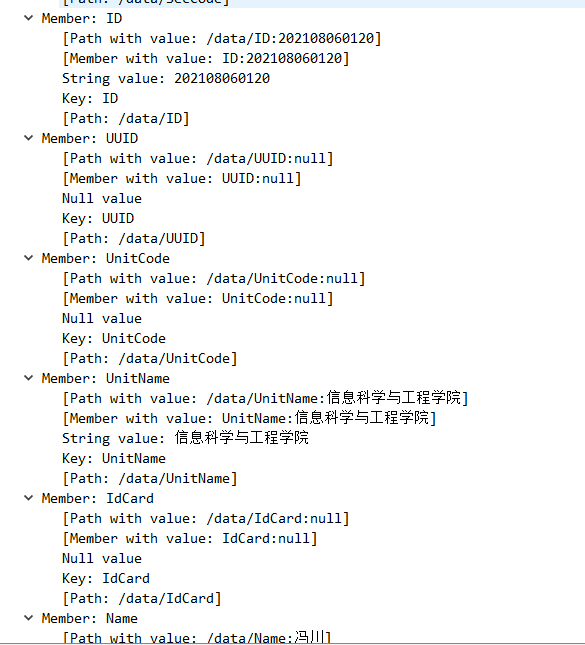 [Path: /data/SecCode]
Member: ID
[Path with value: /data/ID:202108060120]
[Member with value: ID:202108060120]
String value: 202108060120
Key: ID
[Path: /data/ID]
Member: UUID
[Path with value: /data/UUID:null]
[Member with value: UUID:null]
Null value
Key: UUID
[Path: /data/UUID]
Member: UnitCode
[Path with value: /data/UnitCode:null]
[Member with value: UnitCode:null]
Null value
Key: UnitCode
[Path: /data/UnitCode]
Member: UnitName
[Path with value: /data/UnitName:信息科学与工程学院]
[Member with value: UnitName:信息科学与工程学院]
String value: 信息科学与工程学院
Key: UnitName
[Path: /data/UnitName]
Member: IdCard
[Path with value: /data/IdCard:null]
[Member with value: IdCard:null]
Null value
Key: IdCard
[Path: /data/IdCard]
Member: Name
[Path with value: /data/Name:冯川]